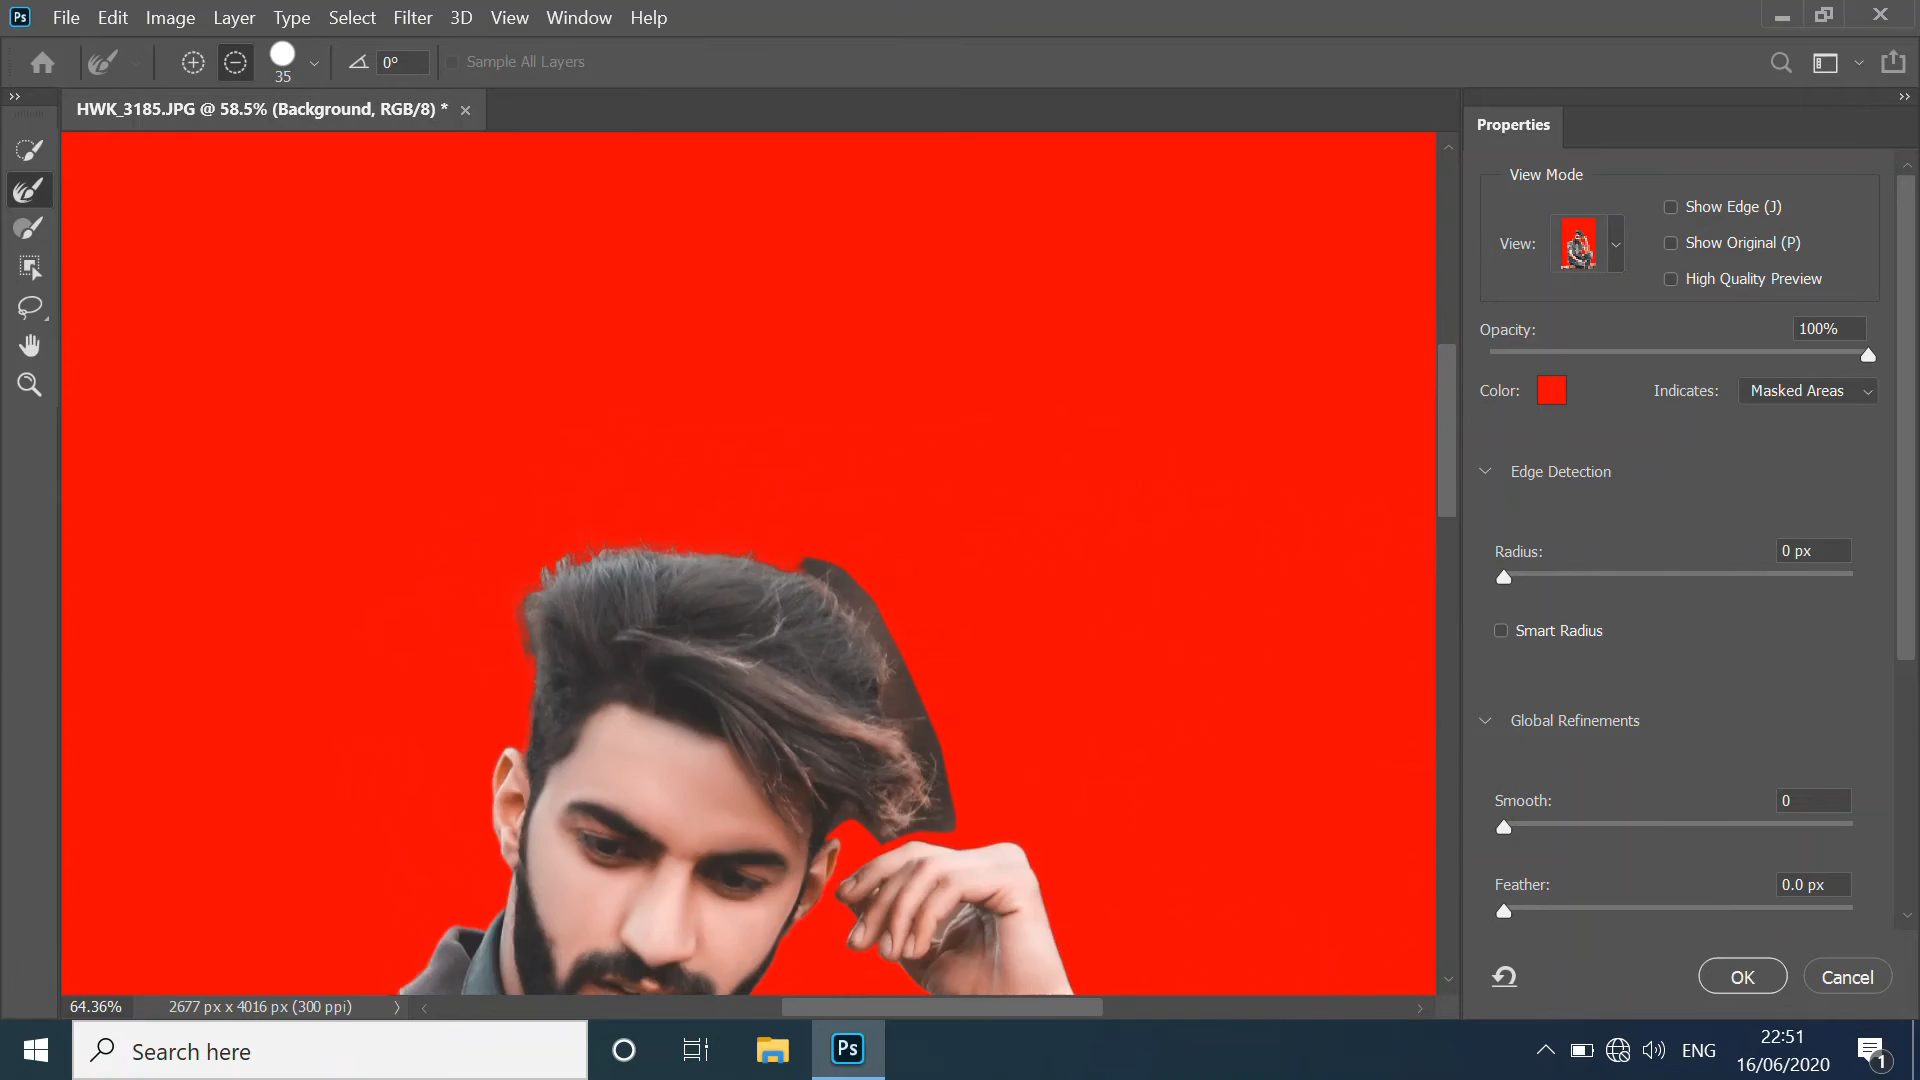 Ps File Edit Image Layer Type Select Filter 3D View Window Help
35 0° Sample All Layers
HWK_3185.JPG @ 58.5% (Background, RGB/8) *
Properties
View Mode
View:
Show Edge (J)
Show Original (P)
High Quality Preview
Opacity: 100%
Color: Indicates: Masked Areas
Edge Detection
Radius: 0 px
Smart Radius
Global Refinements
Smooth: 0
Feather: 0.0 px
OK Cancel
64.36% 2677 px x 4016 px (300 ppi)
Search here
Ps
ENG
22:51
16/06/2020
1